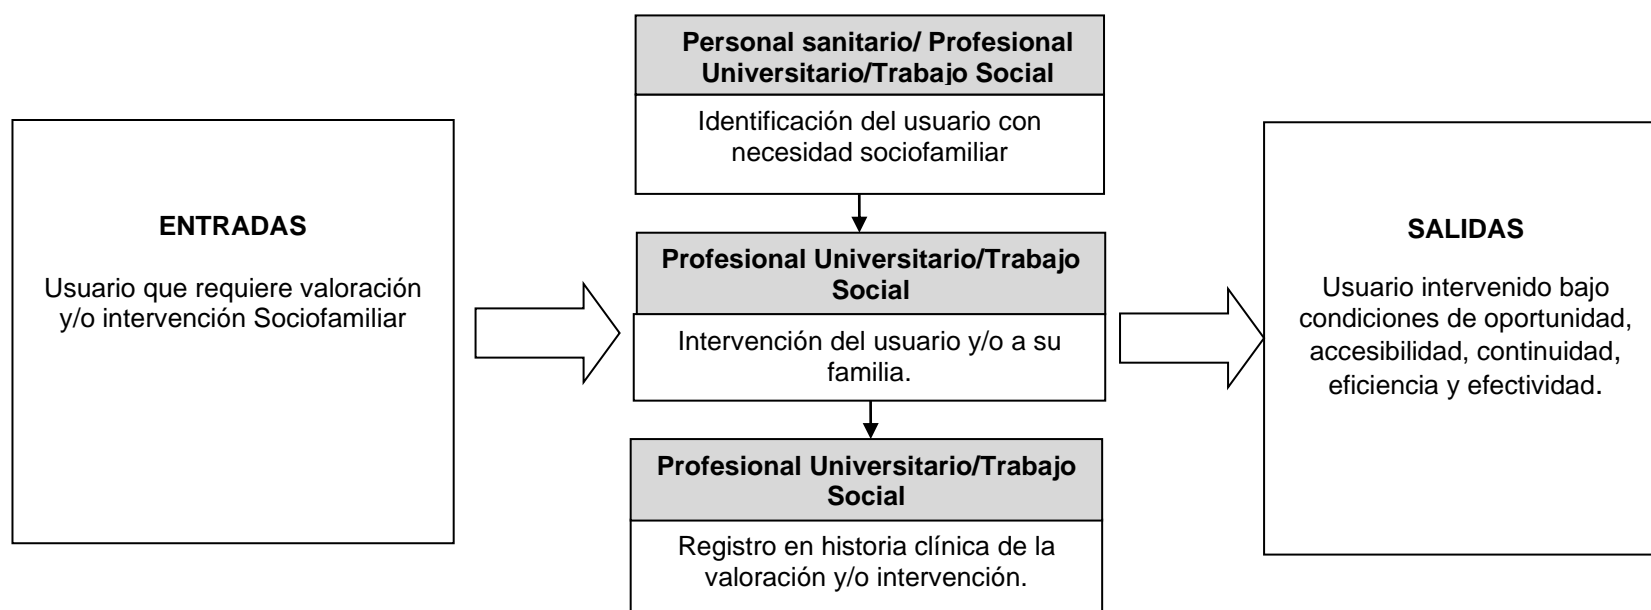 ENTRADAS
Usuario que requiere valoración
y/o intervención Sociofamiliar
Personal sanitario/ Profesional
Universitario/Trabajo Social
Identificación del usuario con
necesidad sociofamiliar
Profesional Universitario/Trabajo
Social
Intervención del usuario y/o a su
familia.
Profesional Universitario/Trabajo
Social
Registro en historia clínica de la
valoración y/o intervención.
SALIDAS
Usuario intervenido bajo
condiciones de oportunidad,
accesibilidad, continuidad,
eficiencia y efectividad.